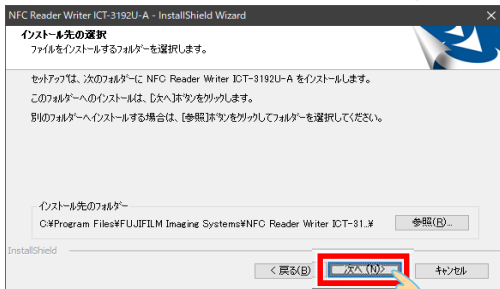 NFC Reader Writer ICT-3192U-A - InstallShield Wizard
インストール先の選択
ファイルをインストールするフォルダーを選択します。
セットアップは、次のフォルダーに NFC Reader Writer ICT-3192U-A をインストールします。
このフォルダーへのインストールは、[次へ]ボタンをクリックします。
別のフォルダーへインストールする場合は、[参照]ボタンをクリックしてフォルダーを選択してください。
インストール先のフォルダー
C:¥Program Files¥FUJIFILM Imaging Systems¥NFC Reader Writer ICT-31..¥
参照(R)...
InstallShield
< 戻る(B)
次へ (N)>
キャンセル